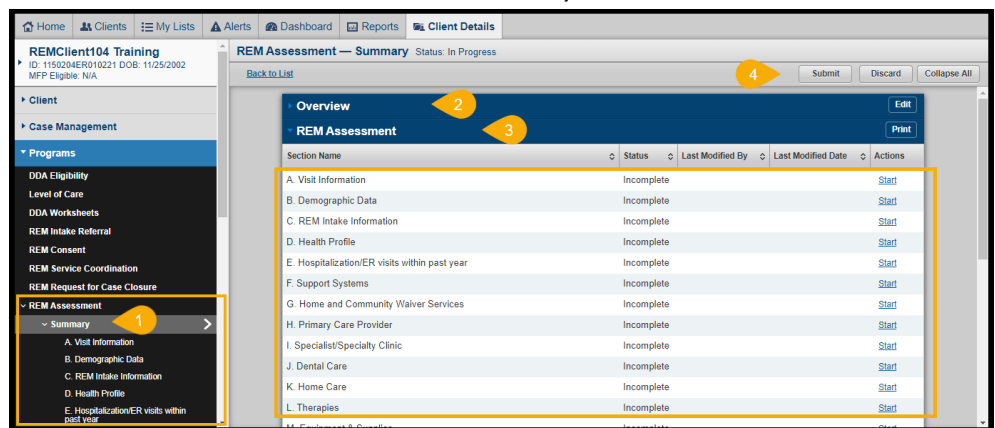 Home Clients My Lists Alerts Dashboard Reports Client Details
REMClient104 Training
ID: 1150204ER010221 DOB: 11/25/2002
MFP Eligible: N/A
Client
Case Management
Programs
DDA Eligibility
Level of Care
DDA Worksheets
REM Intake Referral
REM Consent
REM Service Coordination
REM Request for Case Closure
REM Assessment
Summary 1
A. Visit Information
B. Demographic Data
C. REM Intake Information
D. Health Profile
E. Hospitalization/ER visits within
past year
REM Assessment — Summary Status: In Progress
Back to List 4 Submit Discard Collapse All
Overview 2 Edit
REM Assessment 3 Print
Section Name Status Last Modified By Last Modified Date Actions
A. Visit Information Incomplete Start
B. Demographic Data Incomplete Start
C. REM Intake Information Incomplete Start
D. Health Profile Incomplete Start
E. Hospitalization/ER visits within past year Incomplete Start
F. Support Systems Incomplete Start
G. Home and Community Waiver Services Incomplete Start
H. Primary Care Provider Incomplete Start
I. Specialist/Specialty Clinic Incomplete Start
J. Dental Care Incomplete Start
K. Home Care Incomplete Start
L. Therapies Incomplete Start
M. Equipment & Supplies Incomplete Start